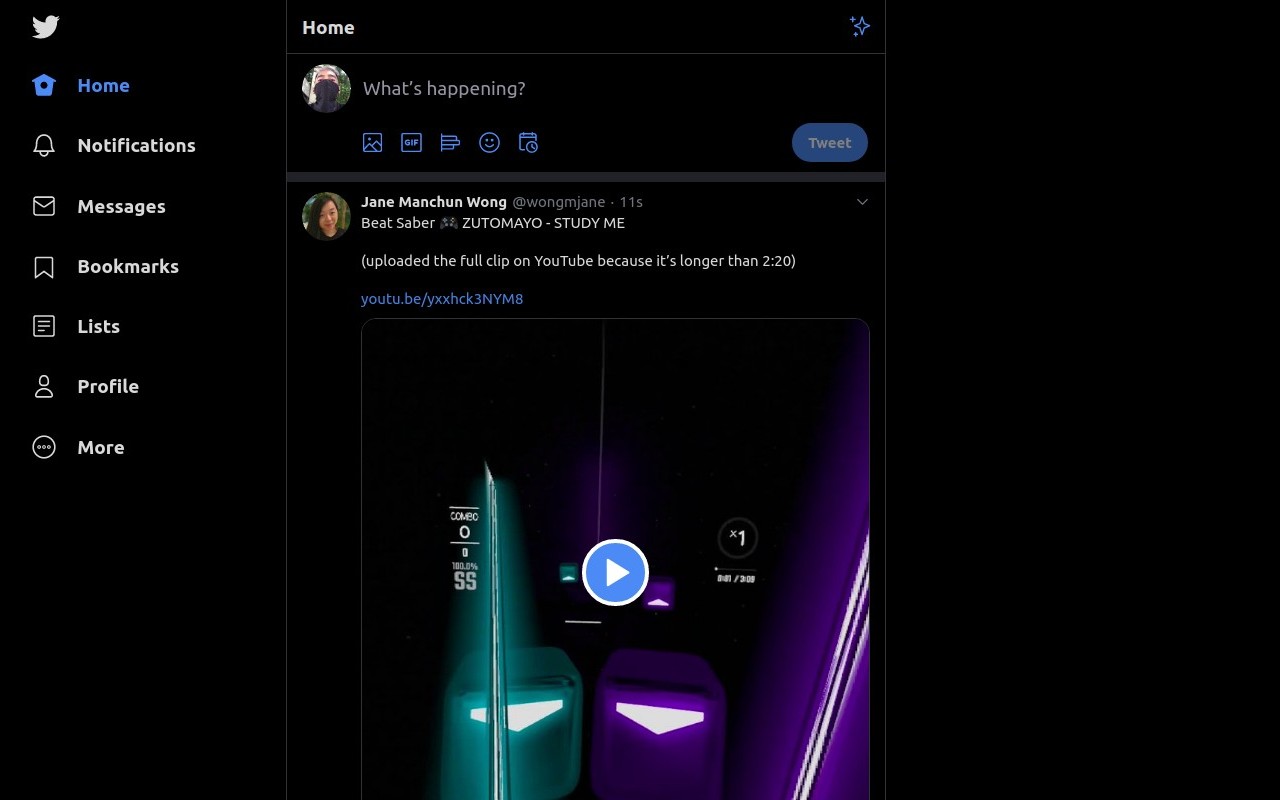 Home
What's happening?
GIF
Tweet
Home
Notifications
Messages
Bookmarks
Lists
Profile
More
Jane Manchun Wong @wongmjane · 11s
Beat Saber 🎮 ZUTOMAYO - STUDY ME
(uploaded the full clip on YouTube because it’s longer than 2:20)
youtu.be/yxxhck3NYM8
COMBO
0
0
100.0%
SS
x1
0:01 / 3:09